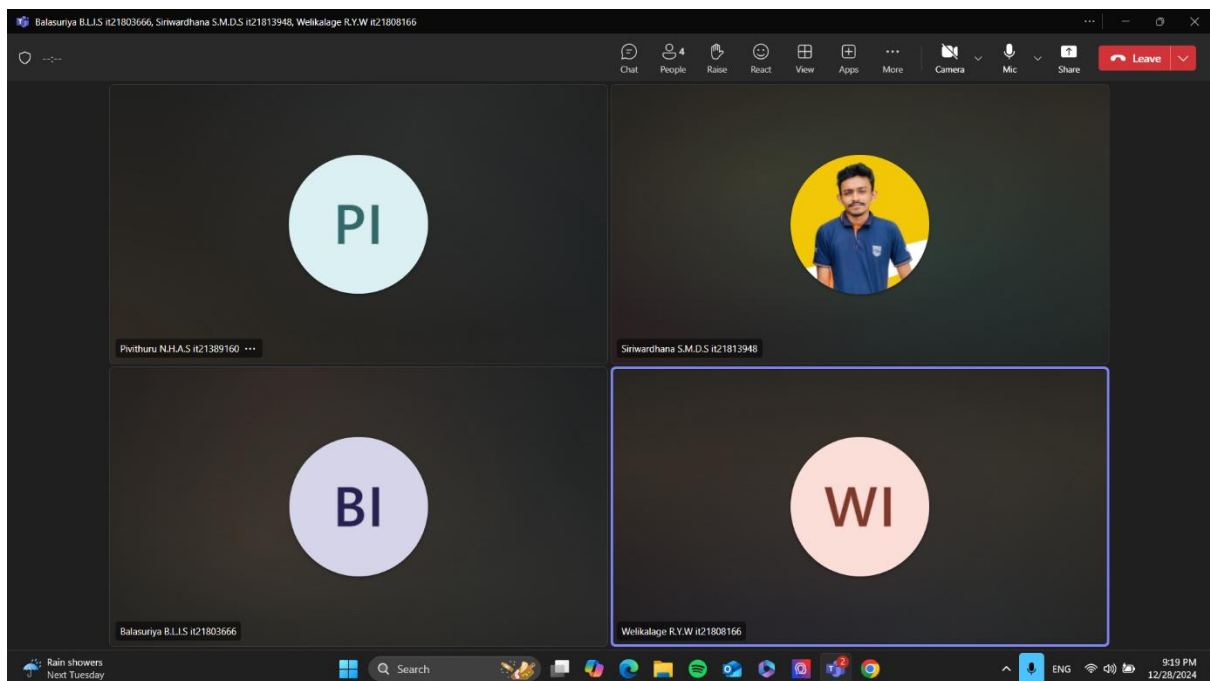 Balasuriya B.L.I.S it21803666, Siriwardhana S.M.D.S it21813948, Welikalage R.Y.W it21808166
--:--
Chat
4
People
Raise
React
View
Apps
More
Camera
Mic
Share
Leave
PI
Pivithuru N.H.A.S it21389160
Siriwardhana S.M.D.S it21813948
BI
Balasuriya B.L.I.S it21803666
WI
Welikalage R.Y.W it21808166
Rain showers
Next Tuesday
Search
2
ENG
9:19 PM
12/28/2024